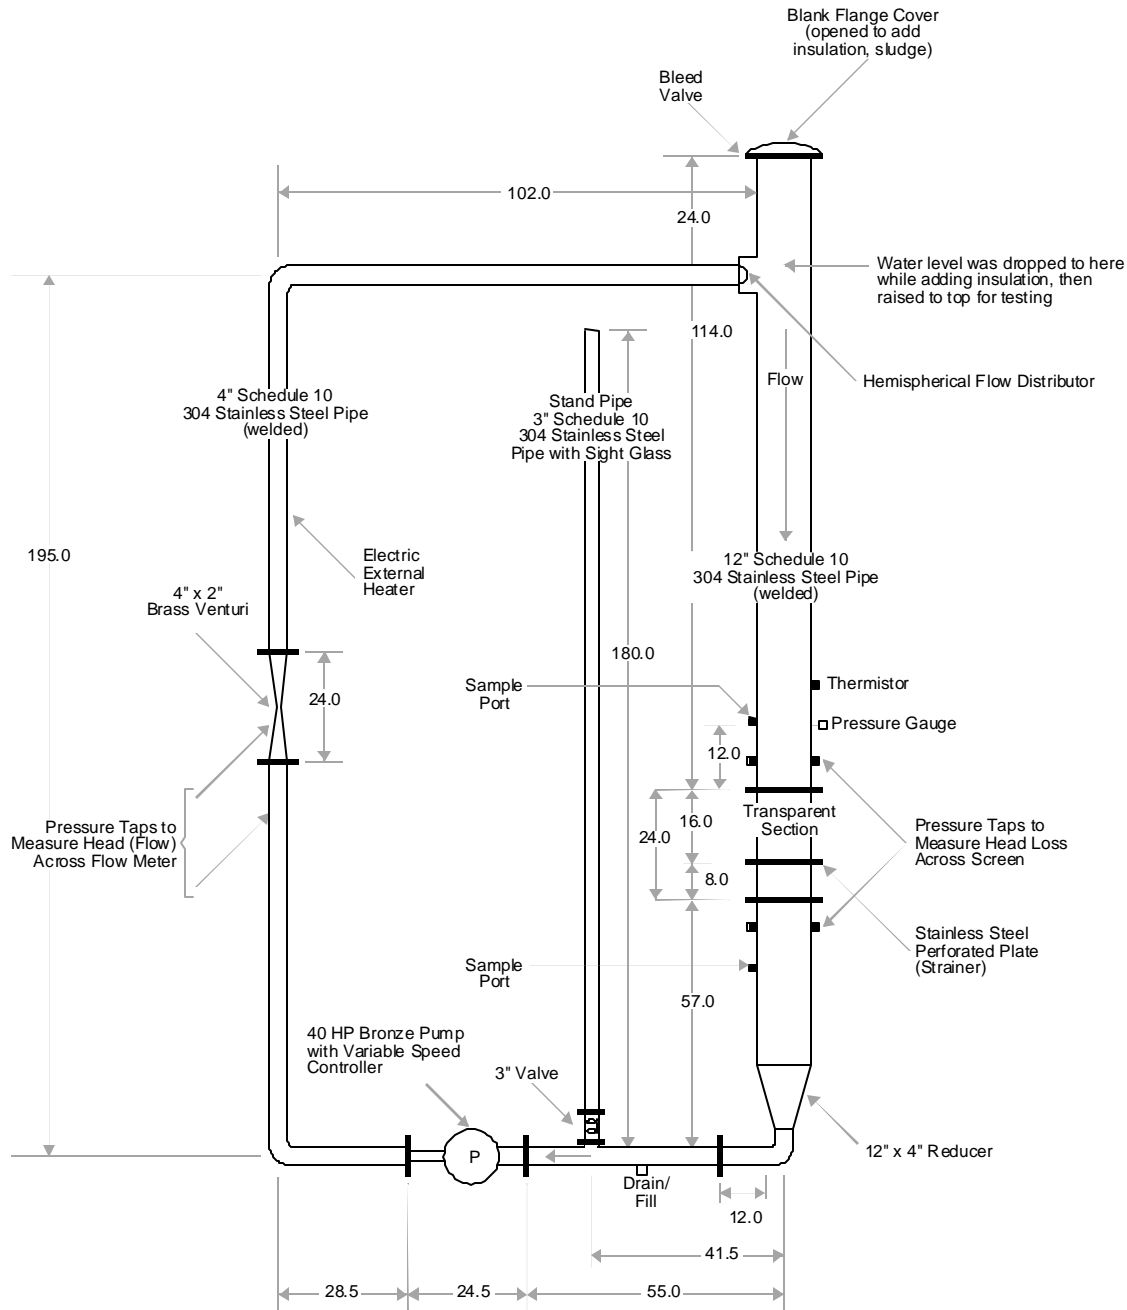 Blank Flange Cover
(opened to add
insulation, sludge)
Bleed
Valve
102.0
24.0
Water level was dropped to here
while adding insulation, then
raised to top for testing
114.0
Flow
Hemispherical Flow Distributor
4" Schedule 10
304 Stainless Steel Pipe
(welded)
Stand Pipe
3" Schedule 10
304 Stainless Steel
Pipe with Sight Glass
195.0
Electric
External
Heater
12" Schedule 10
304 Stainless Steel Pipe
(welded)
4" x 2"
Brass Venturi
180.0
Sample
Port
Thermistor
24.0
Pressure Gauge
12.0
Transparent
Section
16.0
24.0
Pressure Taps to
Measure Head (Flow)
Across Flow Meter
Pressure Taps to
Measure Head Loss
Across Screen
8.0
Stainless Steel
Perforated Plate
(Strainer)
Sample
Port
57.0
40 HP Bronze Pump
with Variable Speed
Controller
3" Valve
P
12" x 4" Reducer
Drain/
Fill
12.0
41.5
28.5
24.5
55.0